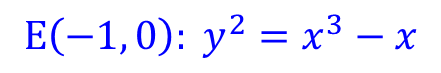 E(−1, 0): y² = x³ − x